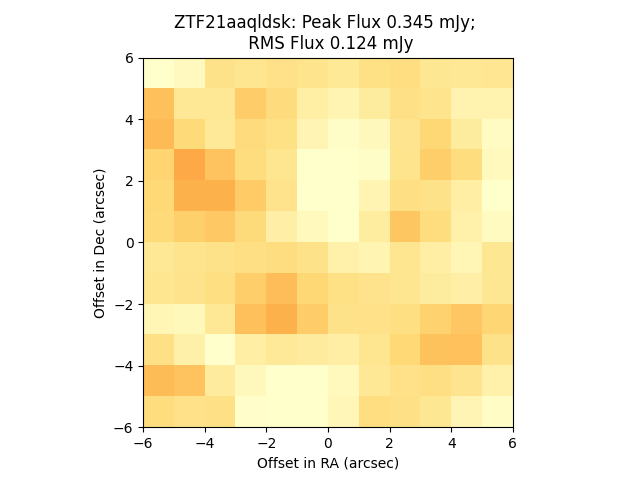 ZTF21aaqldsk: Peak Flux 0.345 mJy;
RMS Flux 0.124 mJy
6
4
2
0
−2
−4
−6
Offset in Dec (arcsec)
−6 −4 −2 0 2 4 6
Offset in RA (arcsec)